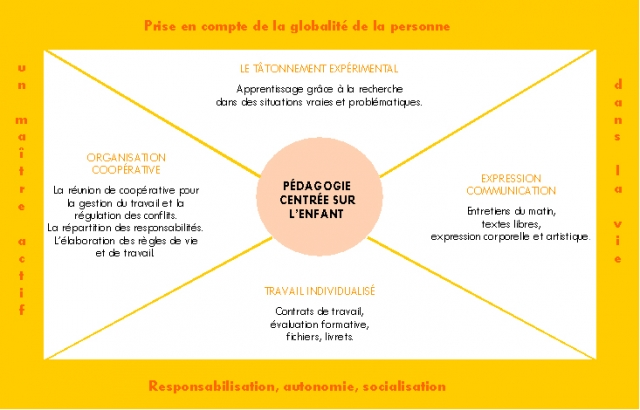 Prise en compte de la globalité de la personne
un maître actif
LE TÂTONNEMENT EXPÉRIMENTAL
Apprentissage grâce à la recherche
dans des situations vraies et problématiques.
ORGANISATION
COOPÉRATIVE
La réunion de coopérative pour
la gestion du travail et la
régulation des conflits.
La répartition des responsabilités.
L'élaboration des règles de vie
et de travail.
PÉDAGOGIE
CENTRÉE SUR
L'ENFANT
EXPRESSION
COMMUNICATION
Entretiens du matin,
textes libres,
expression corporelle et artistique.
TRAVAIL INDIVIDUALISÉ
Contrats de travail,
évaluation formative,
fichiers, livrets.
dans la vie
Responsabilisation, autonomie, socialisation